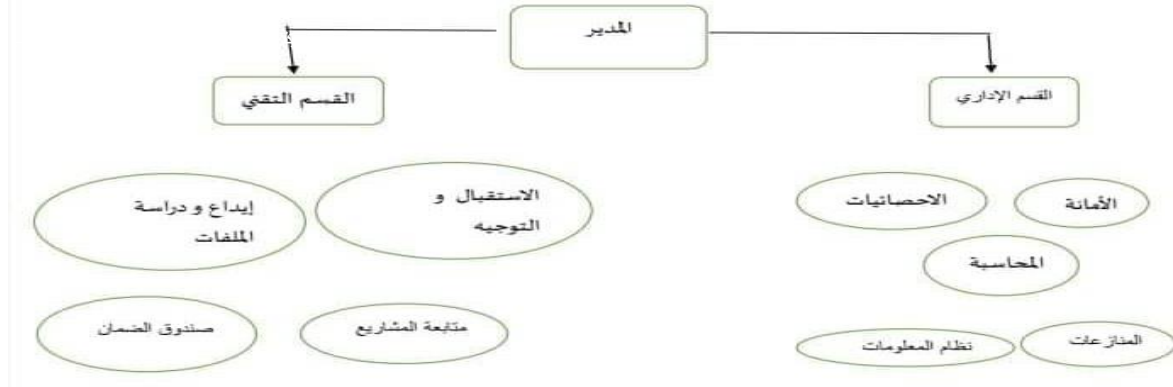 المدير
القسم الإداري
القسم التقني
الأمانة
الاحصائيات
المحاسبة
المنازعات
نظام المعلومات
الاستقبال و
التوجيه
إيداع و دراسة
الملفات
متابعة المشاريع
صندوق الضمان